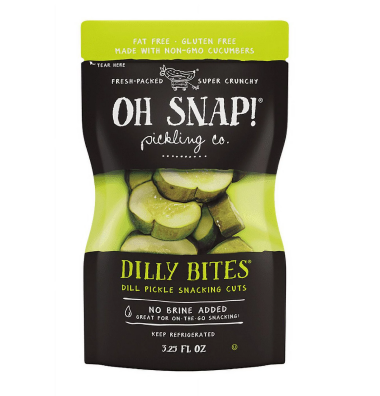 FAT FREE · GLUTEN FREE
MADE WITH NON-GMO CUCUMBERS
TEAR HERE
FRESH-PACKED SUPER CRUNCHY
OH SNAP!®
pickling co.
DILLY BITES®
DILL PICKLE SNACKING CUTS
NO BRINE ADDED
GREAT FOR ON-THE-GO SNACKING!
KEEP REFRIGERATED
3.25 FL OZ